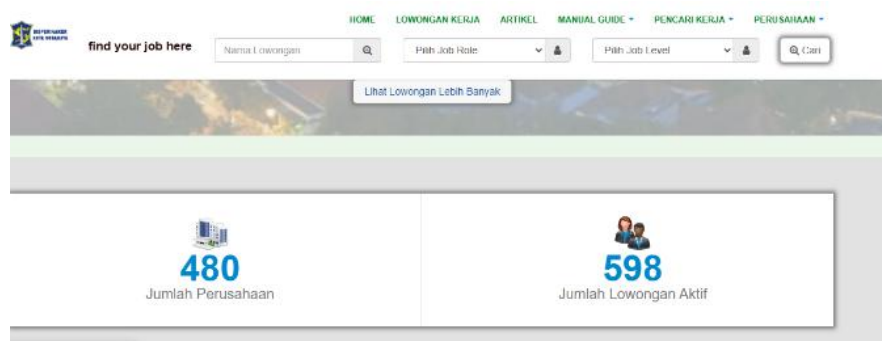 HOME LOWONGAN KERJA ARTIKEL MANUAL GUIDE PENCARI KERJA PERUSAHAAN
find your job here Nama Lowongan Pilih Job Role Pilih Job Level Cari
Lihat Lowongan Lebih Banyak
480 598
Jumlah Perusahaan Jumlah Lowongan Aktif